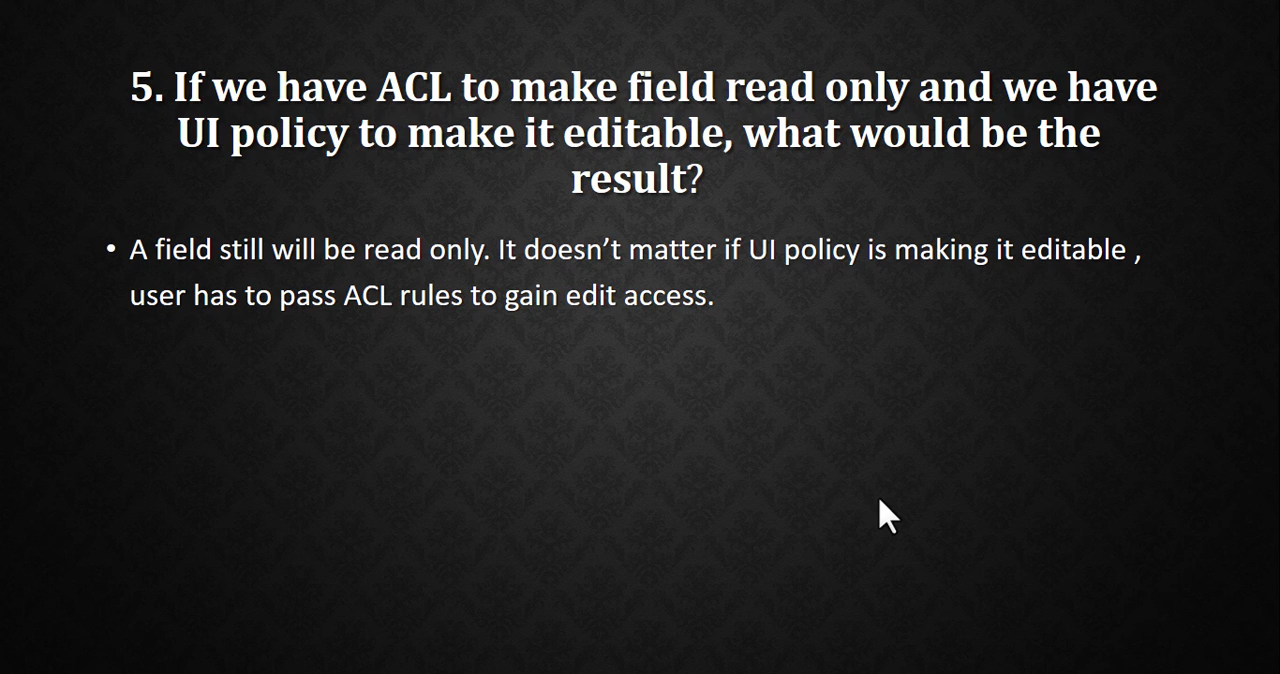 5. If we have ACL to make field read only and we have
UI policy to make it editable, what would be the
result?
• A field still will be read only. It doesn’t matter if UI policy is making it editable ,
user has to pass ACL rules to gain edit access.